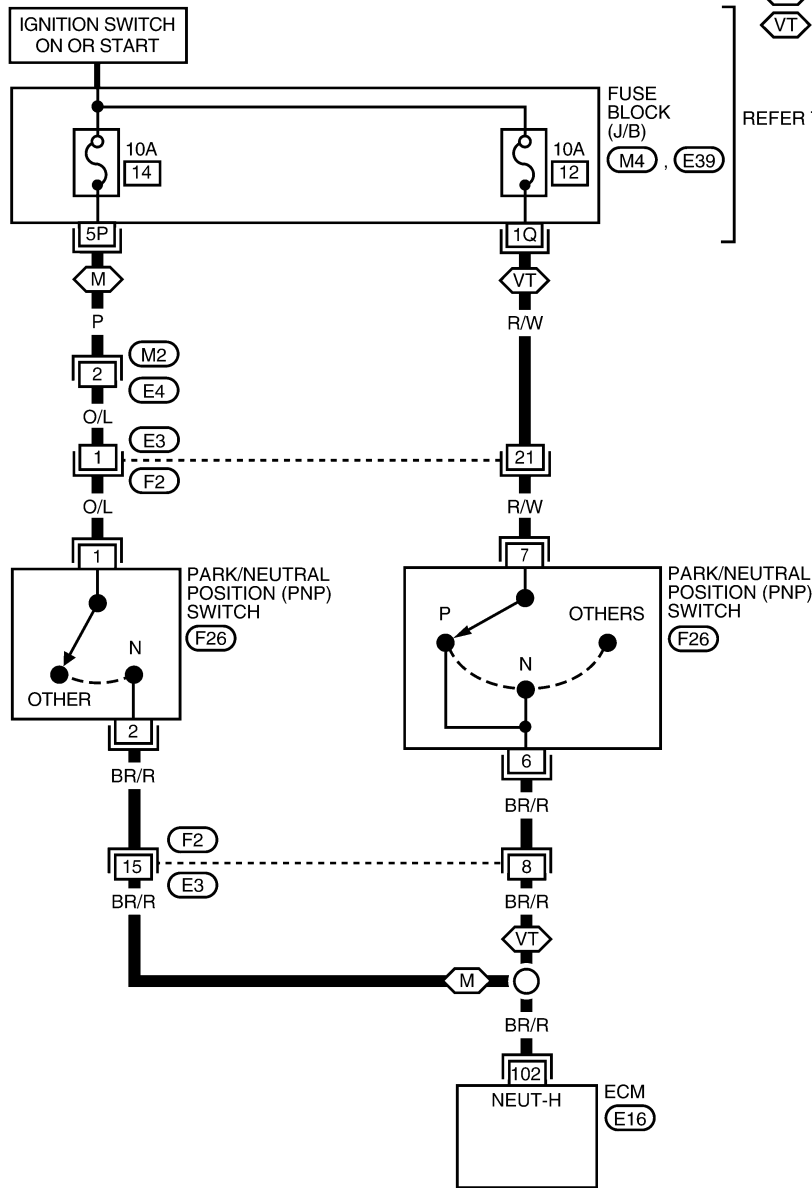 IGNITION SWITCH
ON OR START
VT
FUSE
BLOCK
(J/B)
REFER
M4 , E39
10A
14
10A
12
5P
1Q
M
VT
P
R/W
M2
2
E4
O/L
E3
1
21
F2
O/L
R/W
1
7
PARK/NEUTRAL
POSITION (PNP)
SWITCH
F26
N
OTHER
PARK/NEUTRAL
POSITION (PNP)
SWITCH
F26
P
OTHERS
N
2
6
BR/R
BR/R
F2
15
8
E3
BR/R
BR/R
VT
M
BR/R
102
NEUT-H
ECM
E16